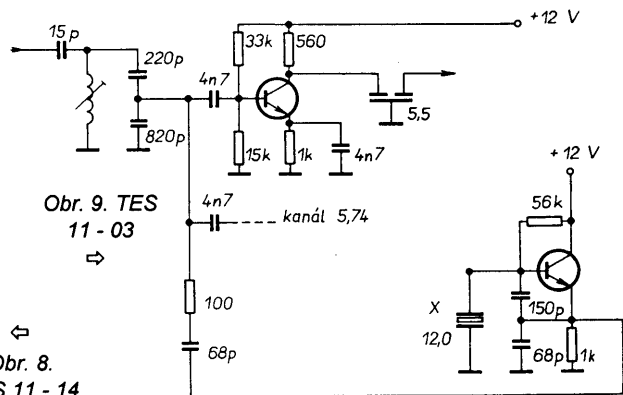 +12 V
15p
33k
560
220p
4n7
820p
15k
1k
4n7
5,5
Obr. 9. TES
11 - 03
⇨
4n7
kanál 5,74
+12 V
56k
100
X
12,0
150p
68p
1k
68p
⇦
Obr. 8.
S 11 - 14